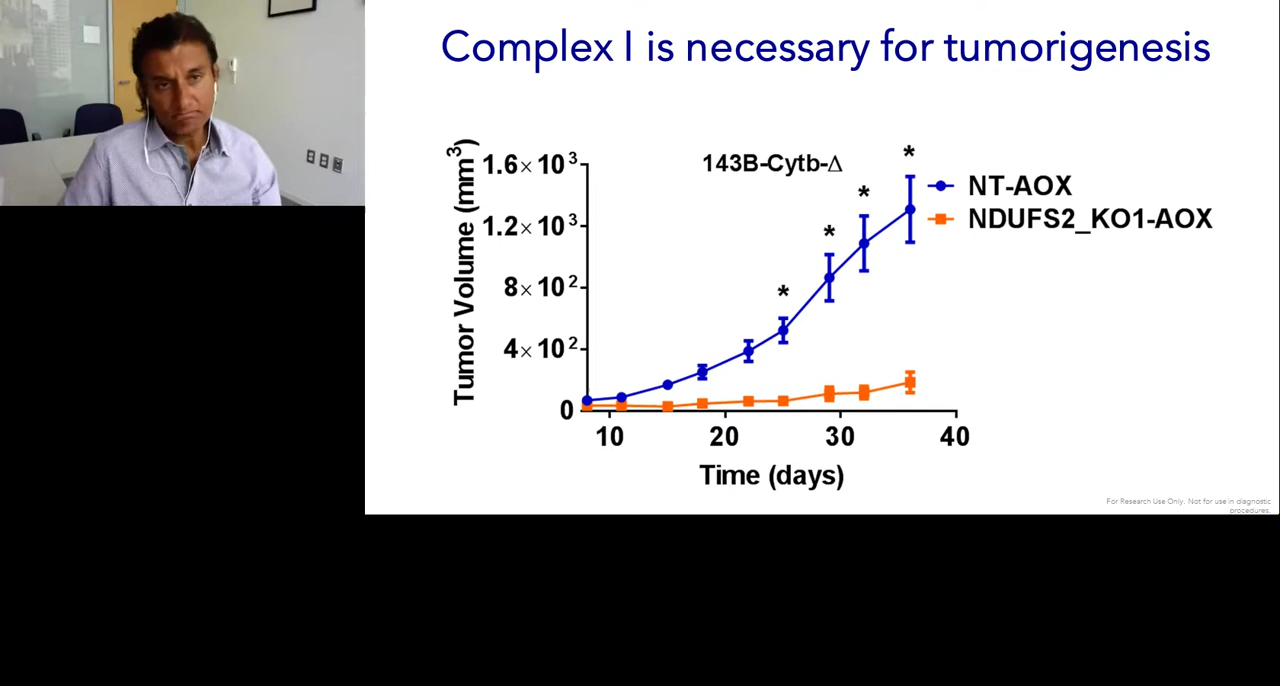 Complex I is necessary for tumorigenesis
143B-Cytb-Δ
NT-AOX
NDUFS2_KO1-AOX
Tumor Volume (mm³)
1.6× 10³
1.2× 10³
8× 10²
4× 10²
0
10 20 30 40
Time (days)
* * * *
For Research Use Only. Not for use in diagnostic
procedures.